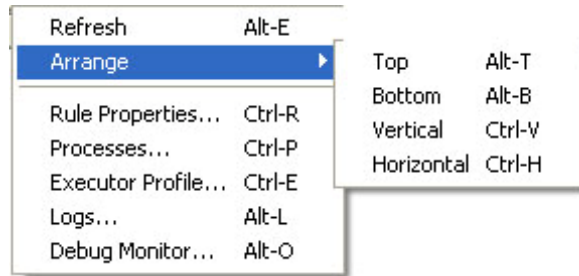 Refresh Alt-E
Arrange
Rule Properties... Ctrl-R
Processes... Ctrl-P
Executor Profile... Ctrl-E
Logs... Alt-L
Debug Monitor... Alt-O
Top Alt-T
Bottom Alt-B
Vertical Ctrl-V
Horizontal Ctrl-H